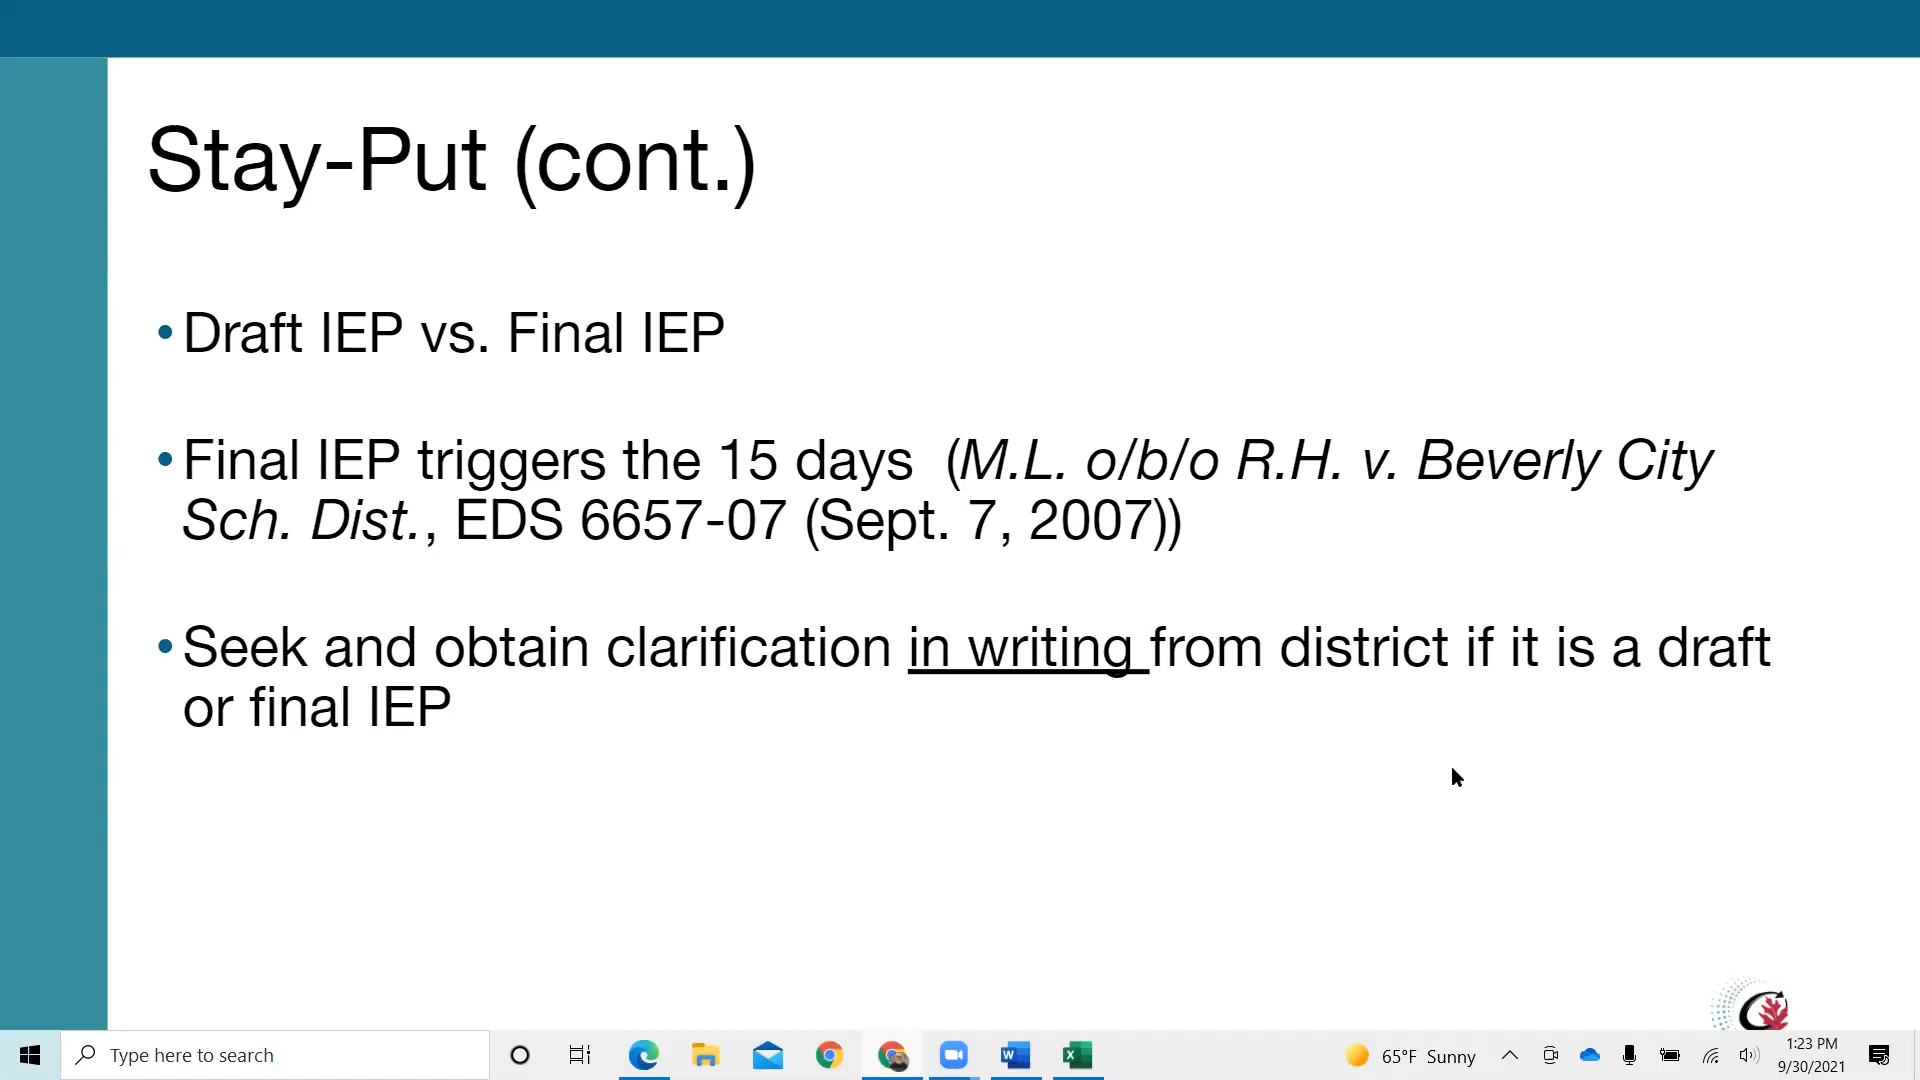 Stay-Put (cont.)
•Draft IEP vs. Final IEP
•Final IEP triggers the 15 days  (M.L. o/b/o R.H. v. Beverly City
Sch. Dist., EDS 6657-07 (Sept. 7, 2007))
•Seek and obtain clarification in writing from district if it is a draft
or final IEP
Type here to search
65°F Sunny
1:23 PM
9/30/2021